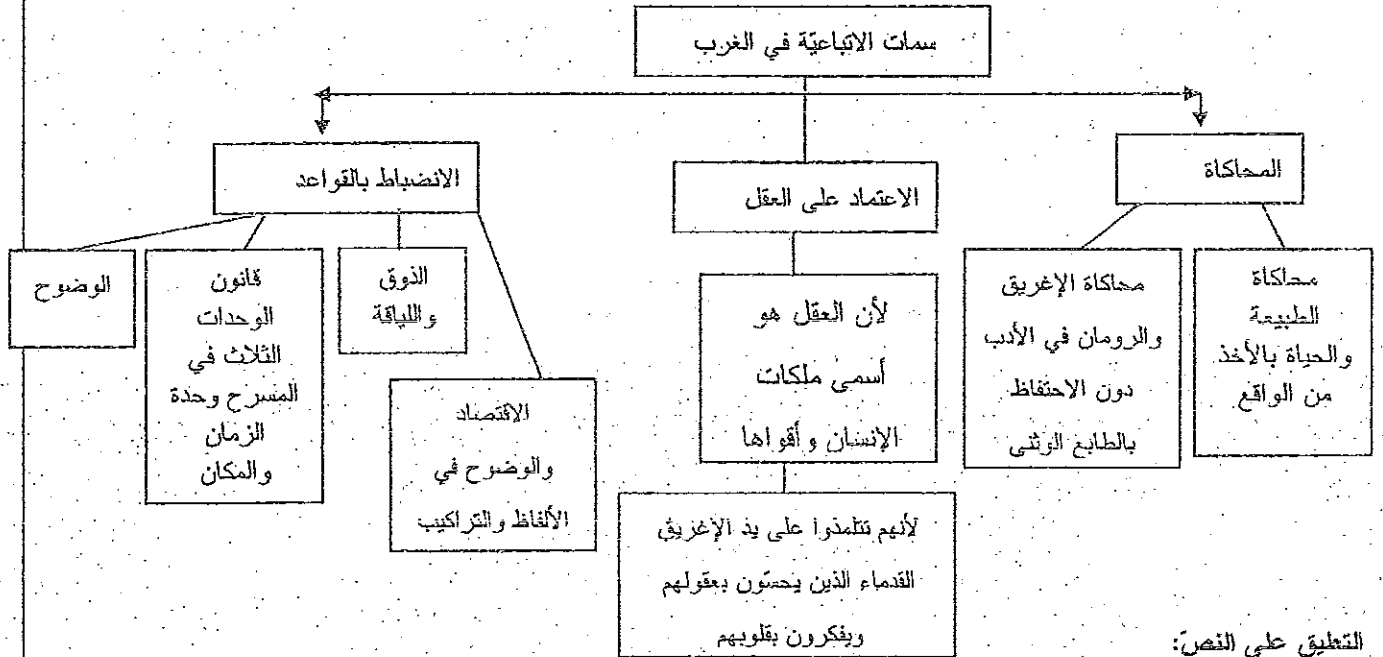 سمات الاتباعيّة في الغرب
المحاكاة
محاكاة
الطبيعة
والحياة بالأخذ
من الواقع
محاكاة الإغريق
والرومان في الأدب
دون الاحتفاظ
بالطابع الوثني
الاعتماد على العقل
لأن العقل هو
أسمى ملكات
الإنسان وأقواها
لأنهم تتلمذوا على يد الإغريق
القدماء الذين يحسّون بعقولهم
ويفكرون بقلوبهم
الانضباط بالقواعد
الاقتصاد
والوضوح في
الألفاظ والتراكيب
الذوق
واللياقة
قانون
الوحدات
الثلاث في
المسرح وحدة
الزمان
والمكان
الوضوح
التطبيق على النصّ: